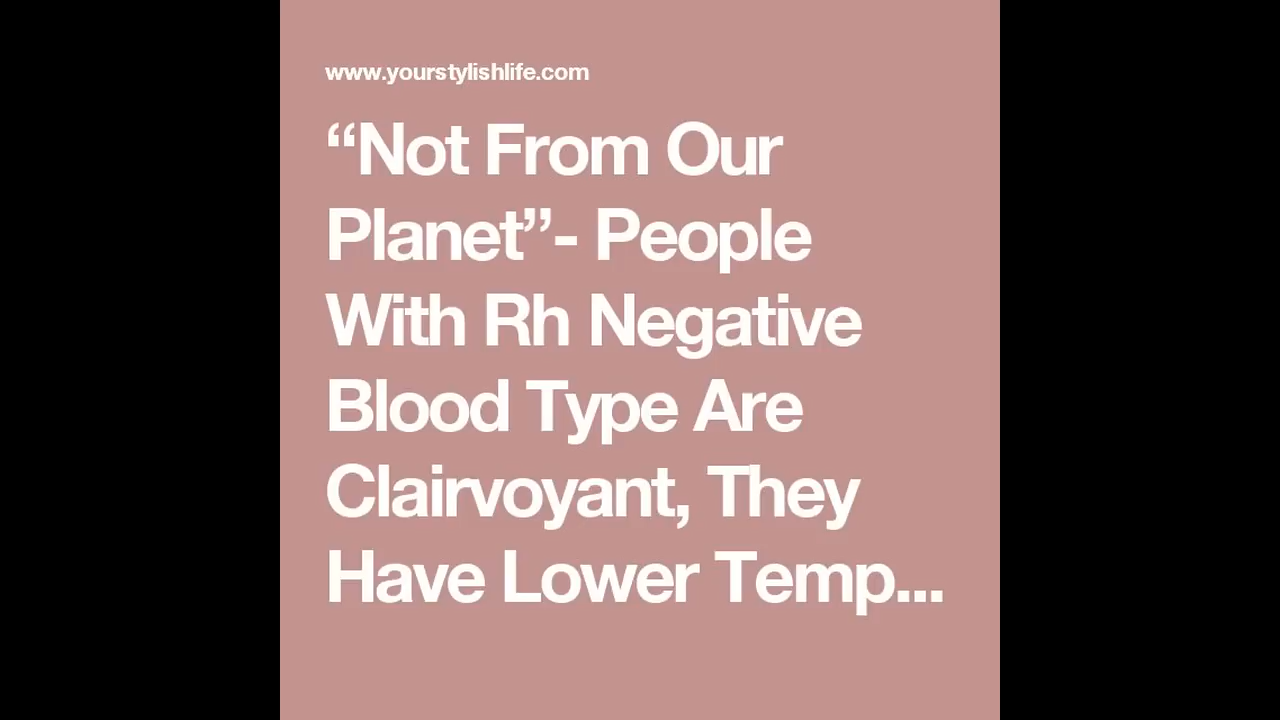 www.yourstylishlife.com
“Not From Our
Planet”- People
With Rh Negative
Blood Type Are
Clairvoyant, They
Have Lower Temp...